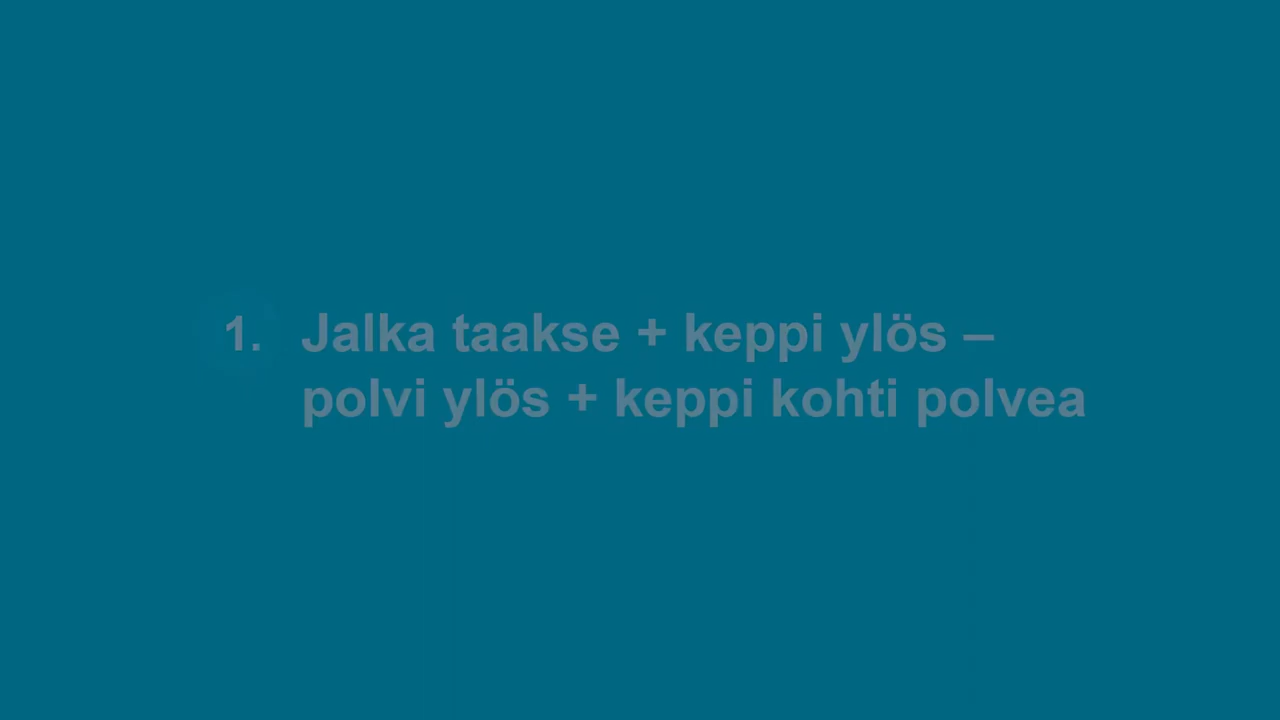 1. Jalka taakse + keppi ylös –
polvi ylös + keppi kohti polvea